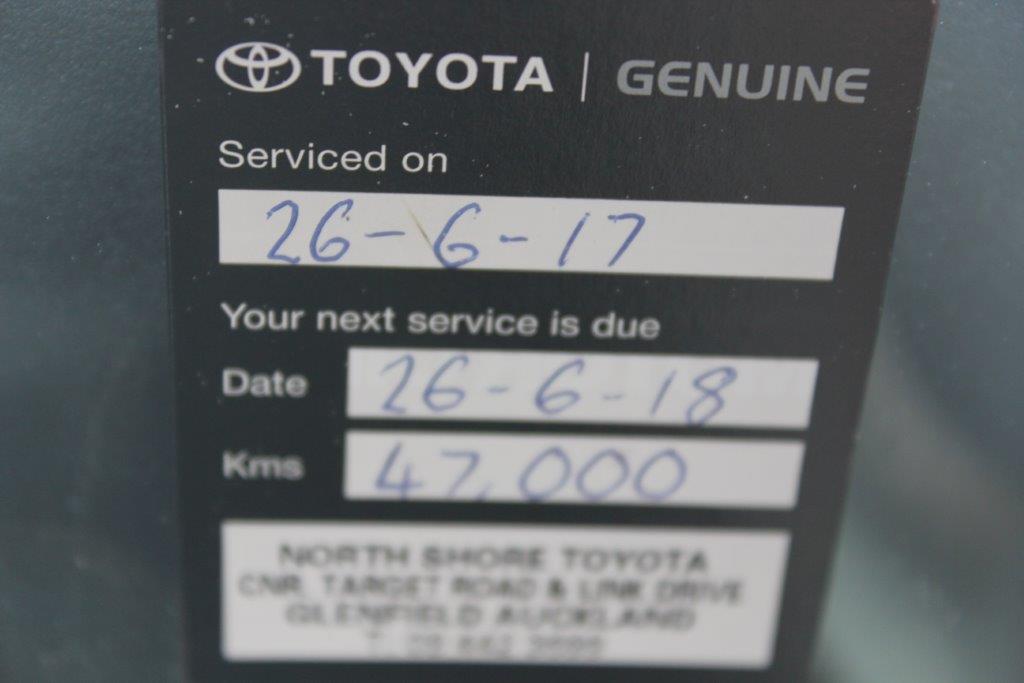 TOYOTA | GENUINE
Serviced on
26-6-17
Your next service is due
Date 26-6-18
Kms 47,000
NORTH SHORE TOYOTA
CNR. TARGET ROAD & LINK DRIVE
GLENFIELD AUCKLAND
T. 09